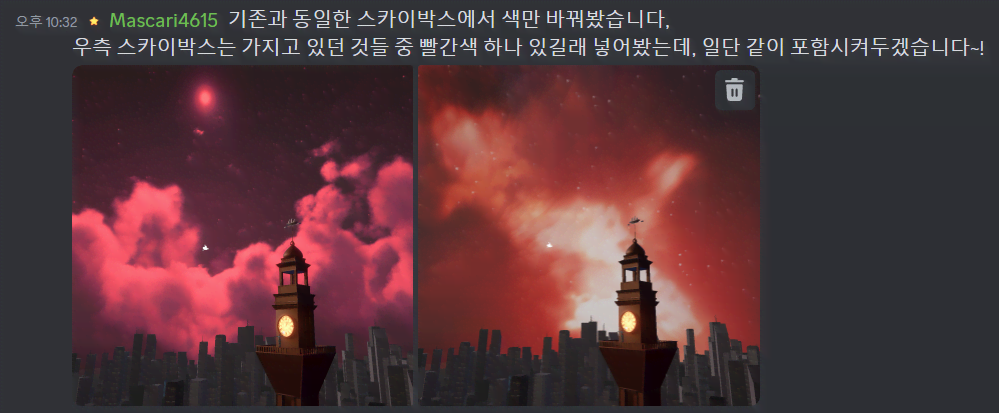 오후 10:32 Mascari4615 기존과 동일한 스카이박스에서 색만 바꿔봤습니다,
우측 스카이박스는 가지고 있던 것들 중 빨간색 하나 있길래 넣어봤는데, 일단 같이 포함시켜두겠습니다~!